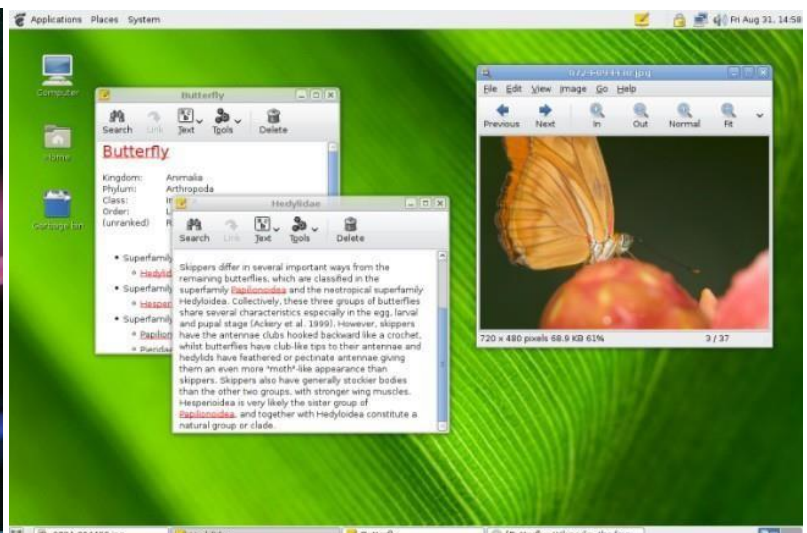 Applications Places System
Fri Aug 31, 14:58
Computer
Home
Butterfly
Search Link Text Tools Delete
Butterfly
Kingdom: Animalia
Phylum: Arthropoda
Class:
Order:
(unranked)
Superfamily
Superfamily
Superfamily
Hedylidae
Search Link Text Tools Delete
Skippers differ in several important ways from the
remaining butterflies, which are classified in the
superfamily Papilionoidea and the neotropical superfamily
Hedyloidea. Collectively, these three groups of butterflies
share several characteristics especially in the egg, larval
and pupal stage (Ackery et al. 1999). However, skippers
have the antennae clubs hooked backward like a crochet,
whilst butterflies have club-like tips to their antennae and
hedylids have feathered or pectinate antennae giving
them an even more "moth"-like appearance than
skippers. Skippers also have generally stockier bodies
than the other two groups, with stronger wing muscles.
Hesperioidea is very likely the sister group of
Papilionoidea, and together with Hedyloidea constitute a
natural group or clade.
File Edit View Image Go Help
Previous Next In Out Normal Fit
720 x 480 pixels 68.9 KB 61% 3 / 37